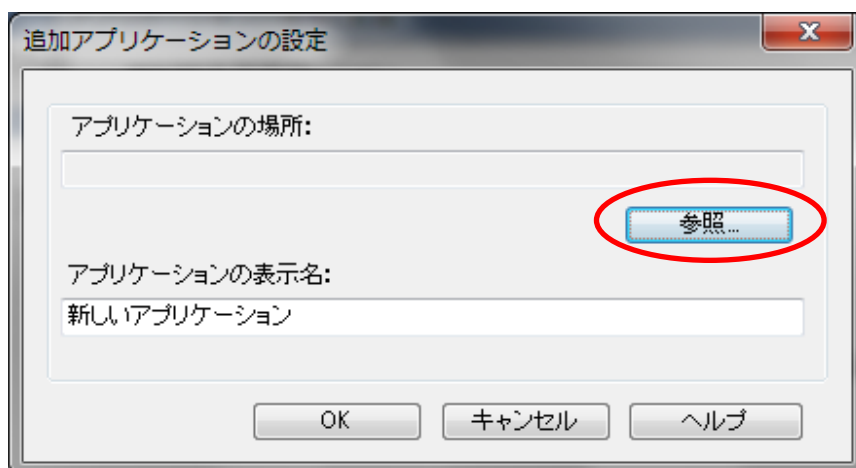 追加アプリケーションの設定
アプリケーションの場所:
参照...
アプリケーションの表示名:
新しいアプリケーション
OK キャンセル ヘルプ